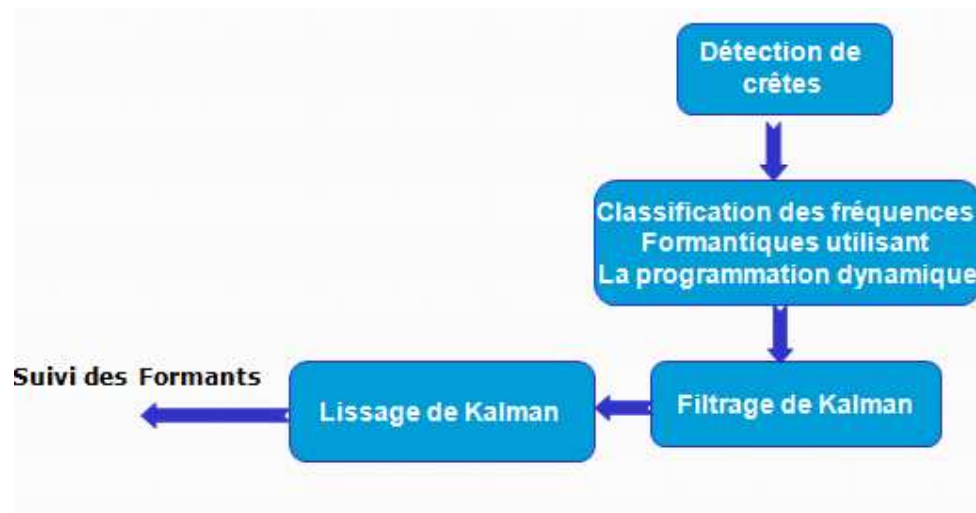 Détection de
crêtes
Classification des fréquences
Formantiques utilisant
La programmation dynamique
Filtrage de Kalman
Lissage de Kalman
Suivi des Formants